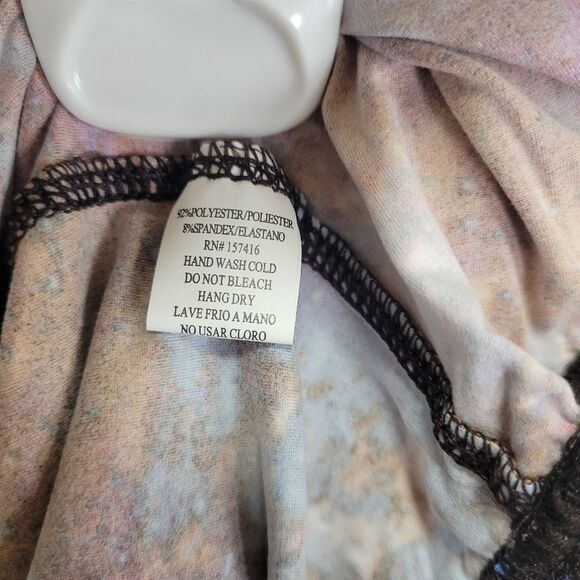 92%POLYESTER/POLIESTER
8%SPANDEX/ELASTANO
RN# 157416
HAND WASH COLD
DO NOT BLEACH
HANG DRY
LAVE FRIO A MANO
NO USAR CLORO